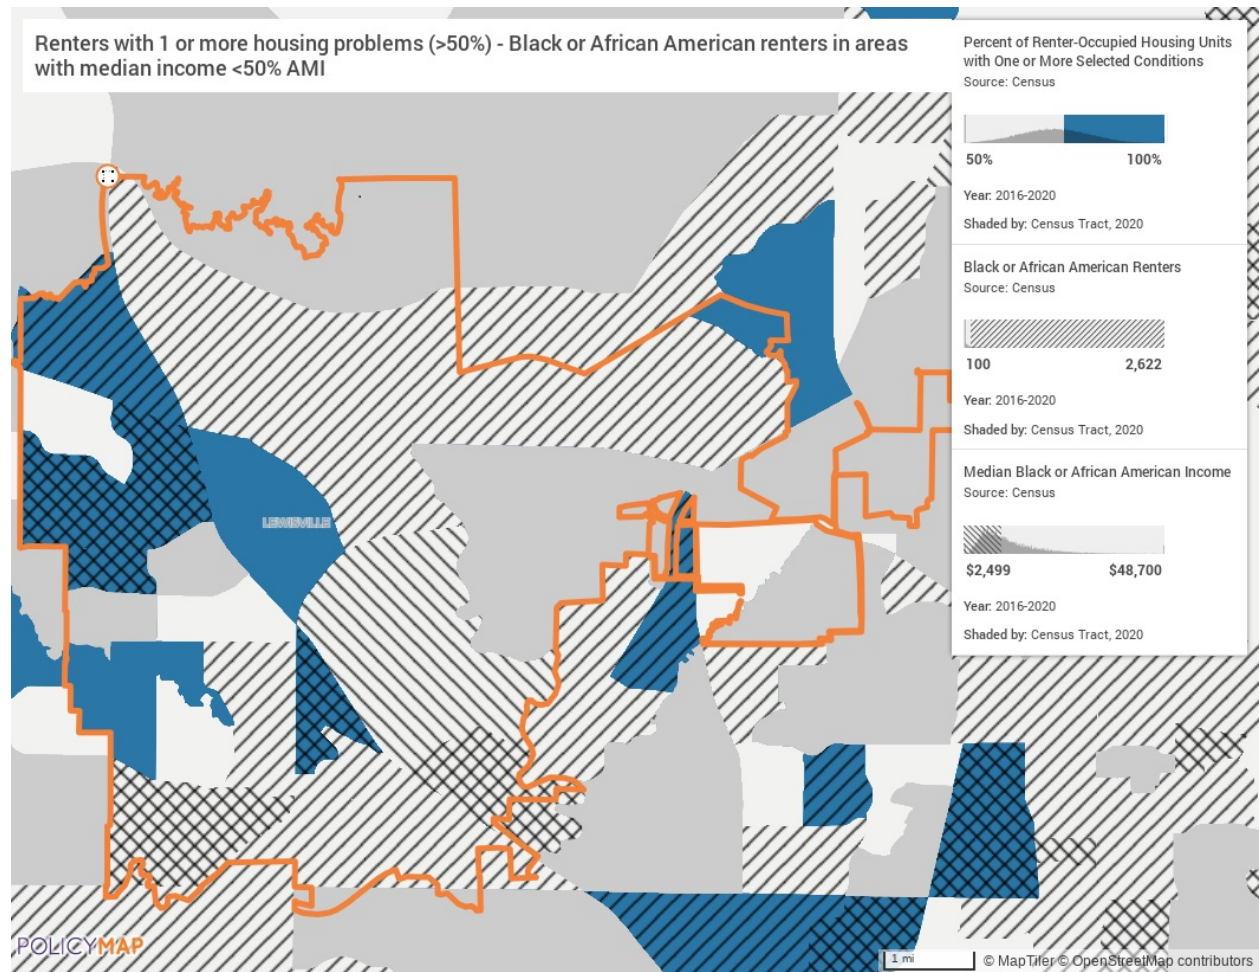 Renters with 1 or more housing problems (>50%) - Black or African American renters in areas
with median income <50% AMI
Percent of Renter-Occupied Housing Units
with One or More Selected Conditions
Source: Census
50% 100%
Year: 2016-2020
Shaded by: Census Tract, 2020
Black or African American Renters
Source: Census
100 2,622
Year: 2016-2020
Shaded by: Census Tract, 2020
Median Black or African American Income
Source: Census
$2,499 $48,700
Year: 2016-2020
Shaded by: Census Tract, 2020
LEWISVILLE
POLICYMAP
1 mi
© MapTiler © OpenStreetMap contributors